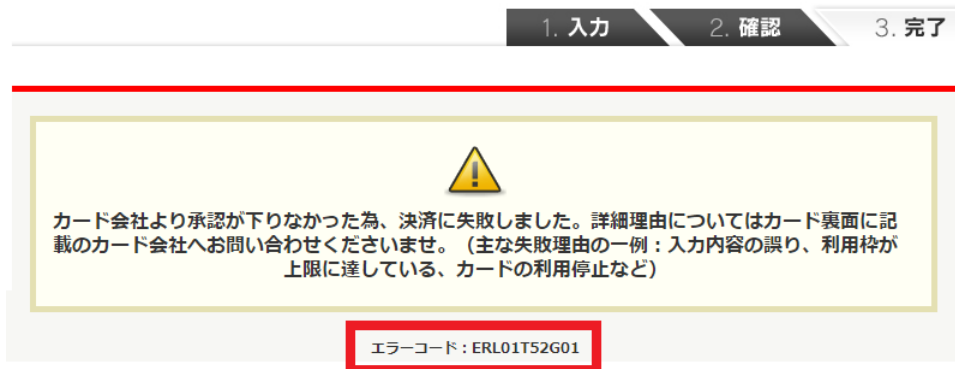 1. 入力 2. 確認 3. 完了
カード会社より承認が下りなかった為、決済に失敗しました。詳細理由についてはカード裏面に記
載のカード会社へお問い合わせくださいませ。（主な失敗理由の一例：入力内容の誤り、利用枠が
上限に達している、カードの利用停止など）
エラーコード：ERL01T52G01